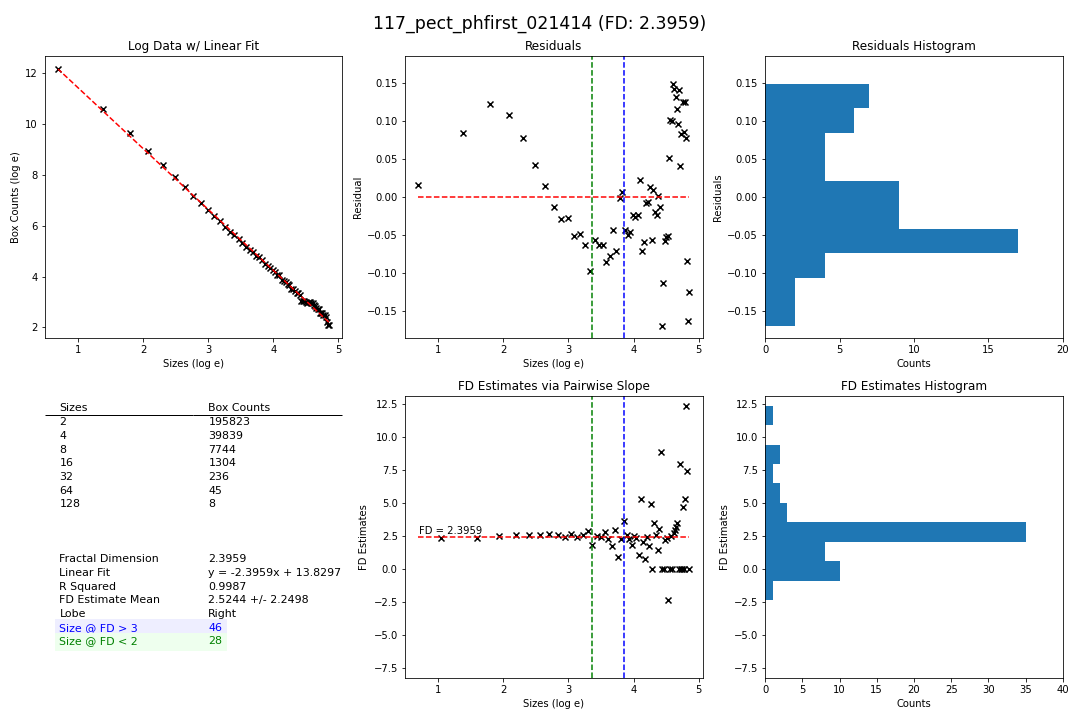 117_pect_phfirst_021414 (FD: 2.3959)
Log Data w/ Linear Fit
Box Counts (log e)
12
10
8
6
4
2
1 2 3 4 5
Sizes (log e)
Residuals
Residual
0.15
0.10
0.05
0.00
−0.05
−0.10
−0.15
1 2 3 4 5
Sizes (log e)
Residuals Histogram
Residuals
0.15
0.10
0.05
0.00
−0.05
−0.10
−0.15
0 5 10 15 20
Counts
Sizes Box Counts
2 195823
4 39839
8 7744
16 1304
32 236
64 45
128 8
Fractal Dimension 2.3959
Linear Fit y = -2.3959x + 13.8297
R Squared 0.9987
FD Estimate Mean 2.5244 +/- 2.2498
Lobe Right
Size @ FD > 3 46
Size @ FD < 2 28
FD Estimates via Pairwise Slope
FD Estimates
12.5
10.0
7.5
5.0
2.5
0.0
−2.5
−5.0
−7.5
FD = 2.3959
1 2 3 4 5
Sizes (log e)
FD Estimates Histogram
FD Estimates
12.5
10.0
7.5
5.0
2.5
0.0
−2.5
−5.0
−7.5
0 5 10 15 20 25 30 35 40
Counts